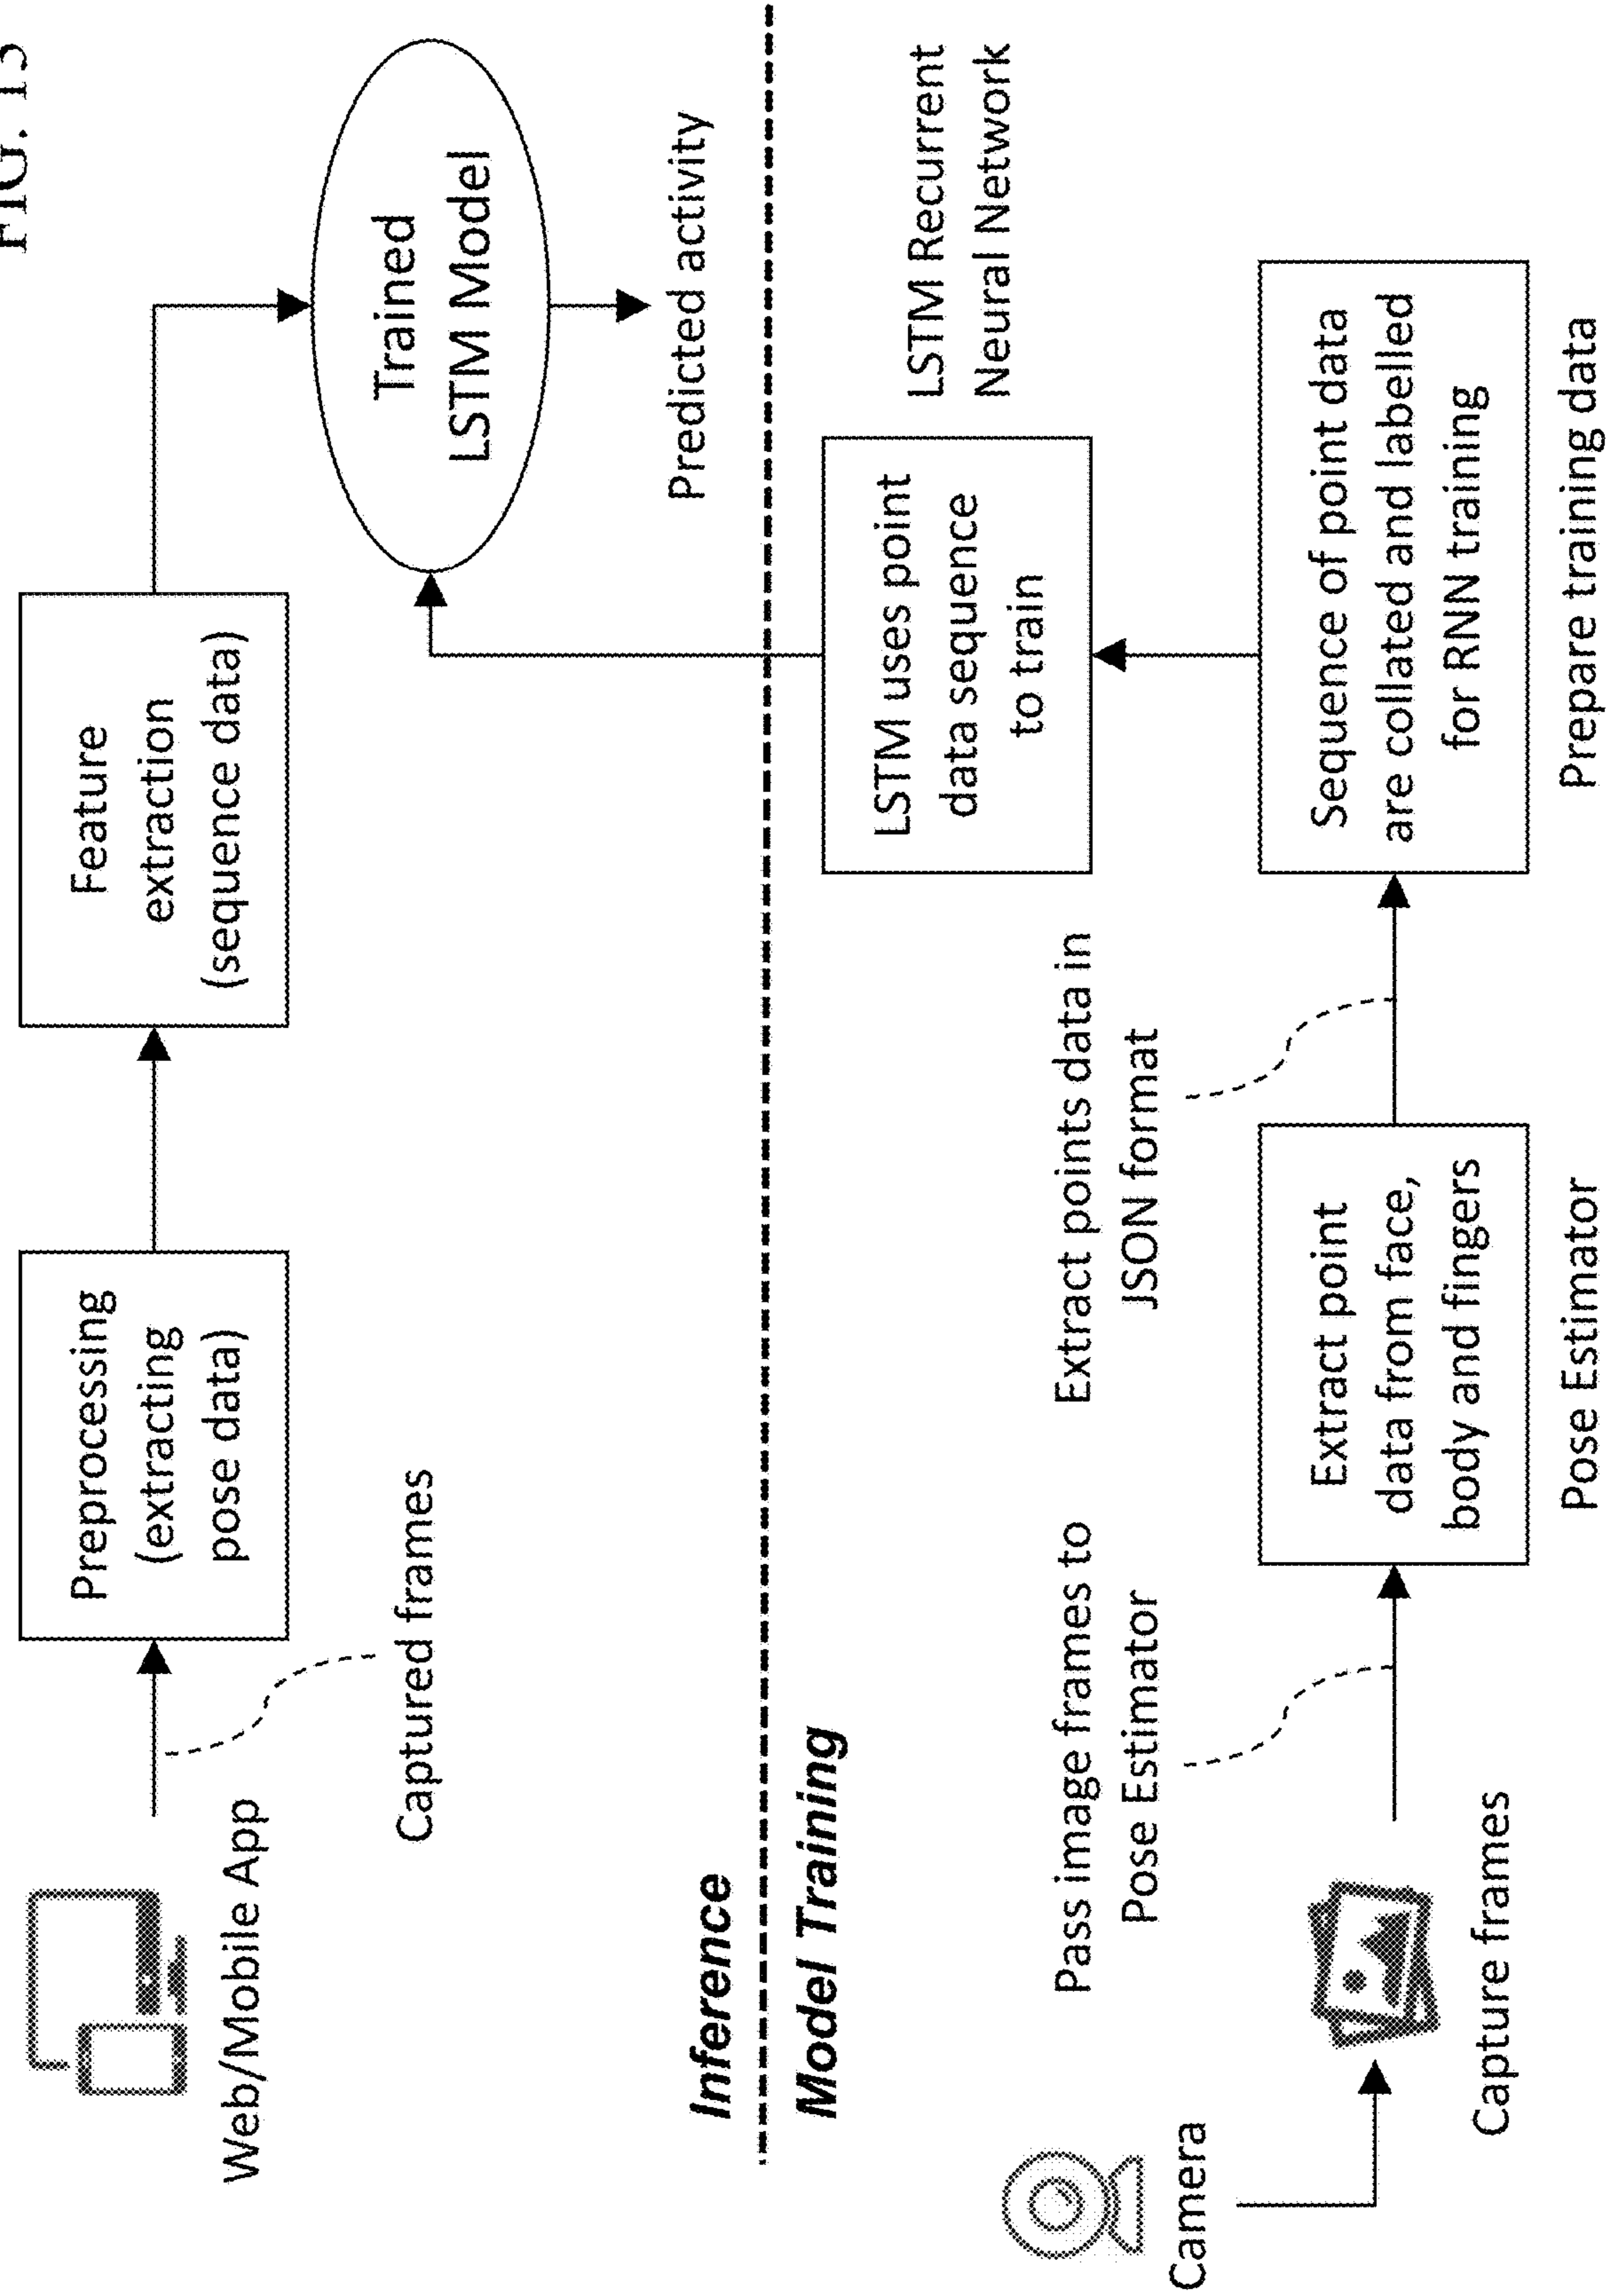 FIG. 13
Web/Mobile App
Captured frames
Preprocessing
(extracting
pose data)
Feature
extraction
(sequence data)
Trained
LSTM Model
Predicted activity
Inference
Model Training
Camera
Capture frames
Pass image frames to
Pose Estimator
Extract point
data from face,
body and fingers
Pose Estimator
Extract points data in
JSON format
Sequence of point data
are collated and labelled
for RNN training
Prepare training data
LSTM uses point
data sequence
to train
LSTM Recurrent
Neural Network